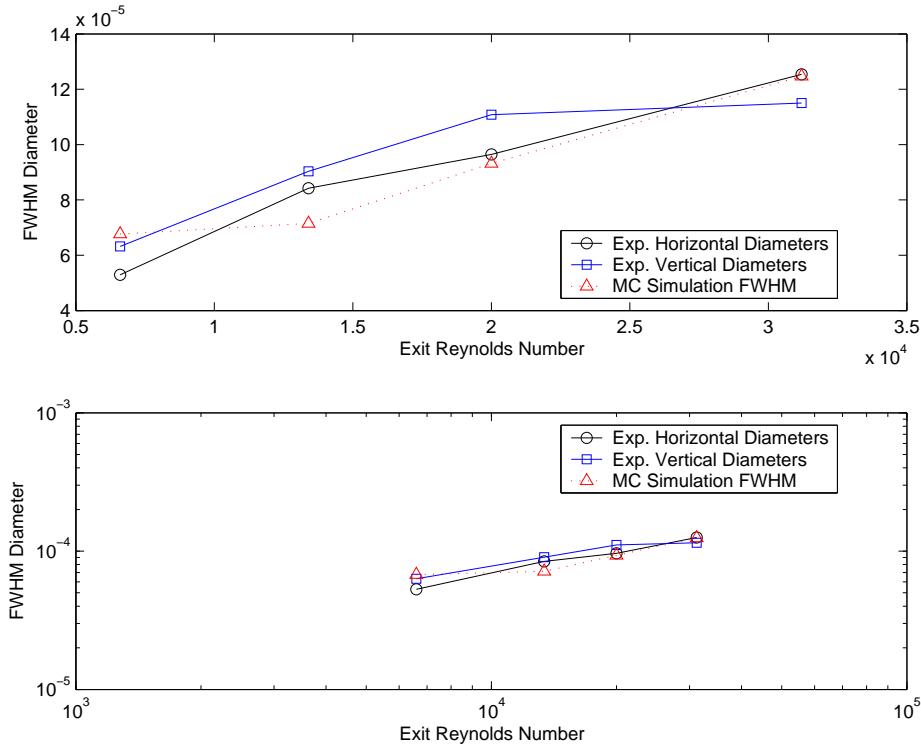 x 10^-5
14
12
10
8
6
4
FWHM Diameter
Exp. Horizontal Diameters
Exp. Vertical Diameters
MC Simulation FWHM
0.5 1 1.5 2 2.5 3 3.5
Exit Reynolds Number
x 10^4
10^-3
10^-4
10^-5
FWHM Diameter
Exp. Horizontal Diameters
Exp. Vertical Diameters
MC Simulation FWHM
10^3 10^4 10^5
Exit Reynolds Number